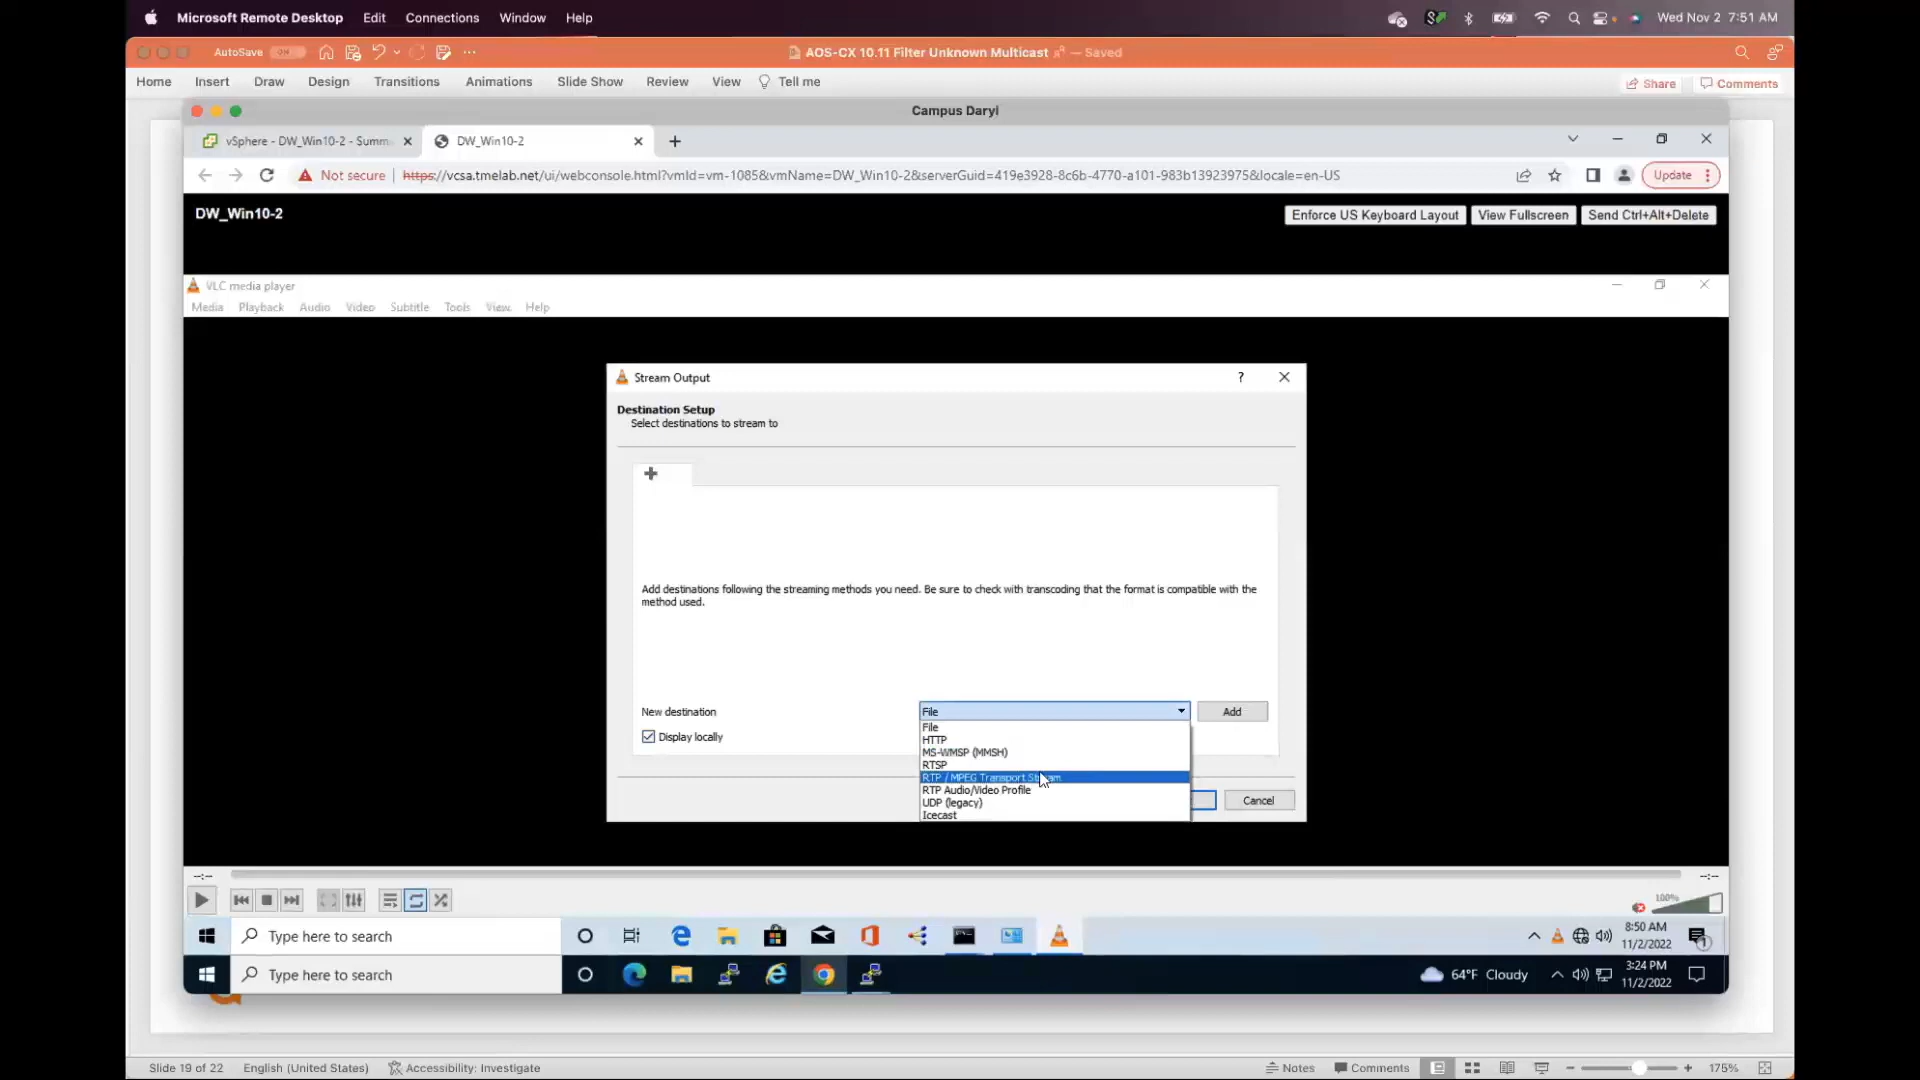 Microsoft Remote Desktop Edit Connections Window Help Wed Nov 2 7:51 AM
AutoSave ON AOS-CX 10.11 Filter Unknown Multicast — Saved
Home Insert Draw Design Transitions Animations Slide Show Review View Tell me Share Comments
Campus Daryl
vSphere - DW_Win10-2 - Summ DW_Win10-2
Not secure https://vcsa.tmelab.net/ui/webconsole.html?vmId=vm-1085&vmName=DW_Win10-2&serverGuid=419e3928-8c6b-4770-a101-983b13923975&locale=en-US Update
DW_Win10-2 Enforce US Keyboard Layout View Fullscreen Send Ctrl+Alt+Delete
VLC media player
Media Playback Audio Video Subtitle Tools View Help
Stream Output ?
Destination Setup
Select destinations to stream to
Add destinations following the streaming methods you need. Be sure to check with transcoding that the format is compatible with the
method used.
New destination File Add
Display locally
File
HTTP
MS-WMSP (MMSH)
RTSP
RTP / MPEG Transport Stream
RTP Audio/Video Profile
UDP (legacy)
Icecast
Cancel
--:-- --:--
100%
Type here to search 8:50 AM
11/2/2022
1
Type here to search 64°F Cloudy 3:24 PM
11/2/2022
Slide 19 of 22 English (United States) Accessibility: Investigate Notes Comments 175%